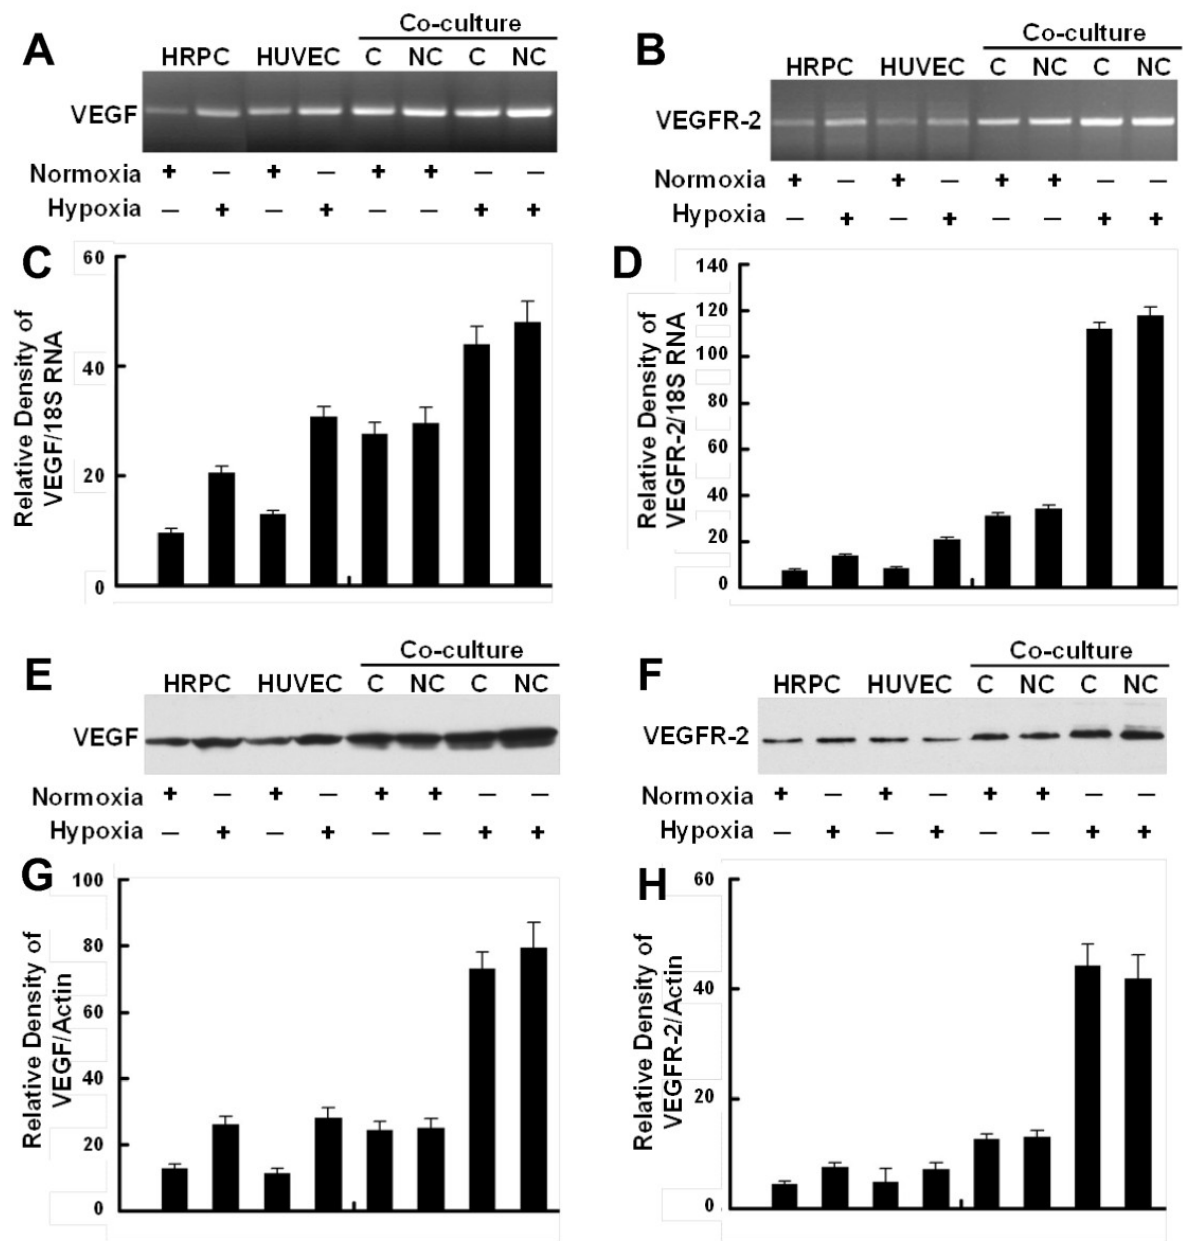 A
Co-culture
HRPC HUVEC C NC C NC
VEGF
Normoxia + – + – + + – –
Hypoxia – + – + – – + +
B
Co-culture
HRPC HUVEC C NC C NC
VEGFR-2
Normoxia + – + – + + – –
Hypoxia – + – + – – + +
C
Relative Density of
VEGF/18S RNA
60
40
20
0
D
Relative Density of
VEGFR-2/18S RNA
140
120
100
80
60
40
20
0
E
Co-culture
HRPC HUVEC C NC C NC
VEGF
Normoxia + – + – + + – –
Hypoxia – + – + – – + +
F
Co-culture
HRPC HUVEC C NC C NC
VEGFR-2
Normoxia + – + – + + – –
Hypoxia – + – + – – + +
G
Relative Density of
VEGF/Actin
100
80
60
40
20
0
H
Relative Density of
VEGFR-2/Actin
60
40
20
0